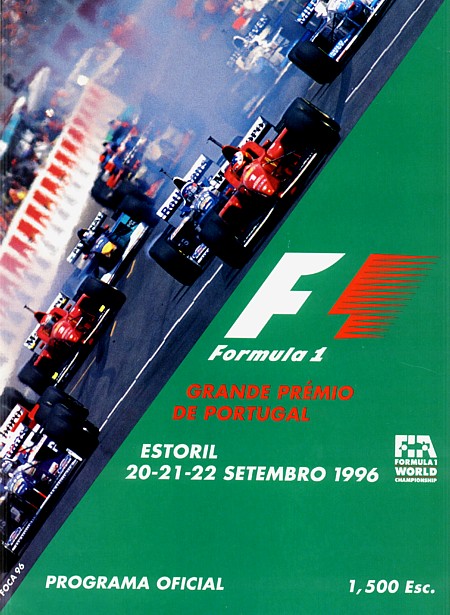 Rothmans
F1
Formula 1
GRANDE PRÉMIO
DE PORTUGAL
ESTORIL
20-21-22 SETEMBRO 1996
FIA
FORMULA 1
WORLD
CHAMPIONSHIP
FOCA 96
PROGRAMA OFICIAL
1,500 Esc.